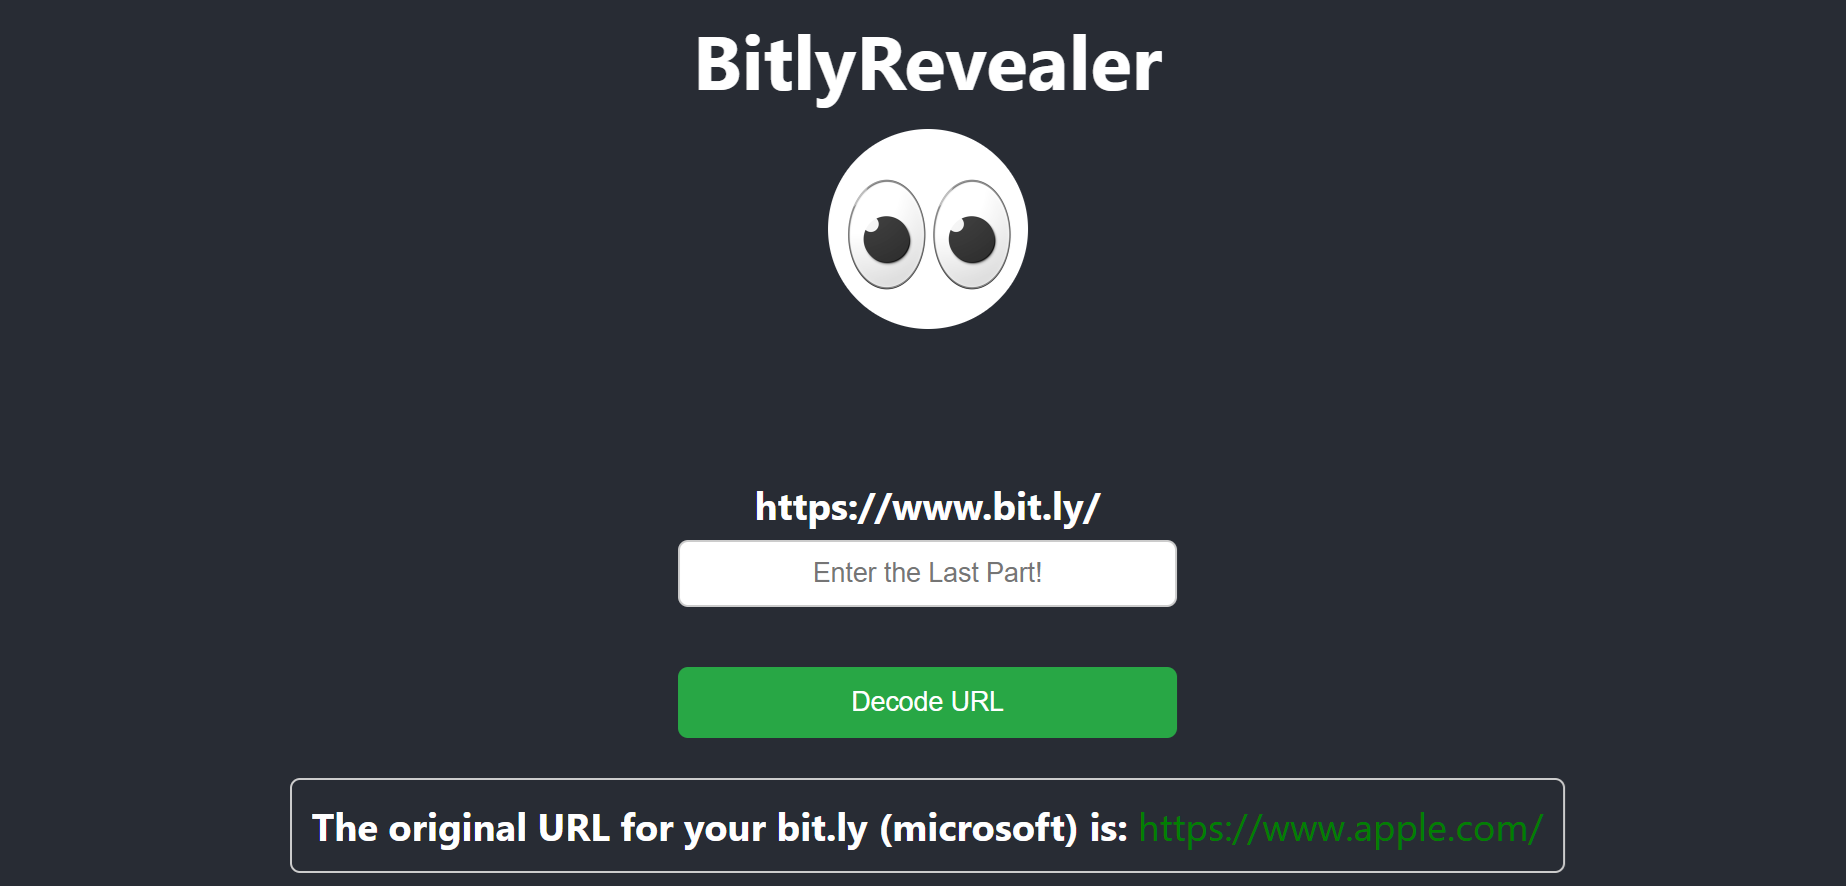 BitlyRevealer
https://www.bit.ly/
Enter the Last Part!
Decode URL
The original URL for your bit.ly (microsoft) is: https://www.apple.com/